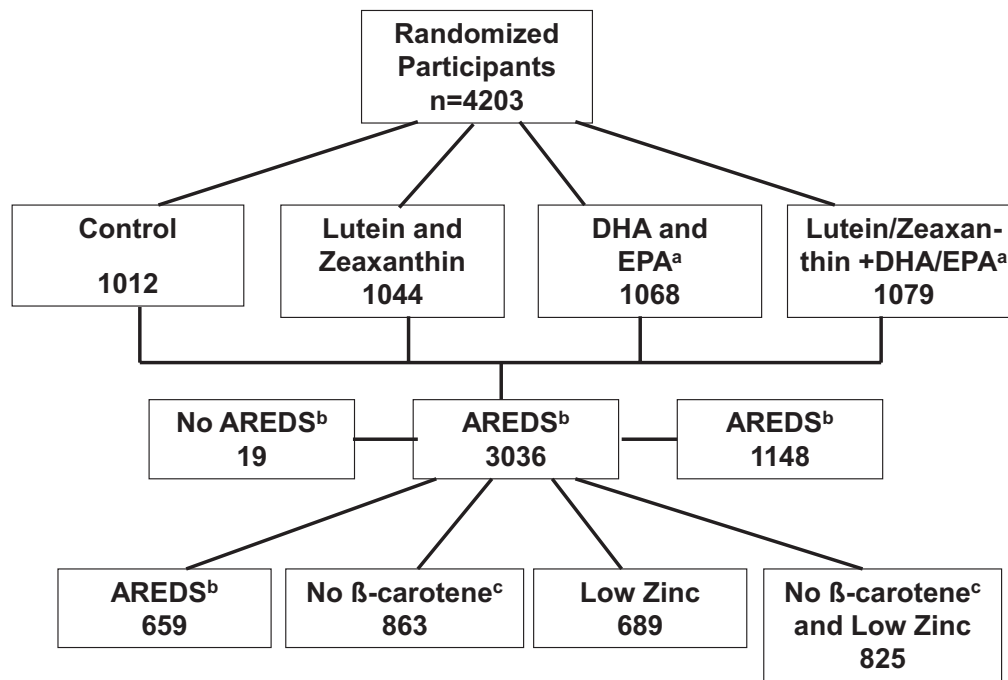 Randomized
Participants
n=4203
Control
1012
Lutein and
Zeaxanthin
1044
DHA and
EPAᵃ
1068
Lutein/Zeaxan-
thin +DHA/EPAᵃ
1079
No AREDSᵇ
19
AREDSᵇ
3036
AREDSᵇ
1148
AREDSᵇ
659
No ß-caroteneᶜ
863
Low Zinc
689
No ß-caroteneᶜ
and Low Zinc
825